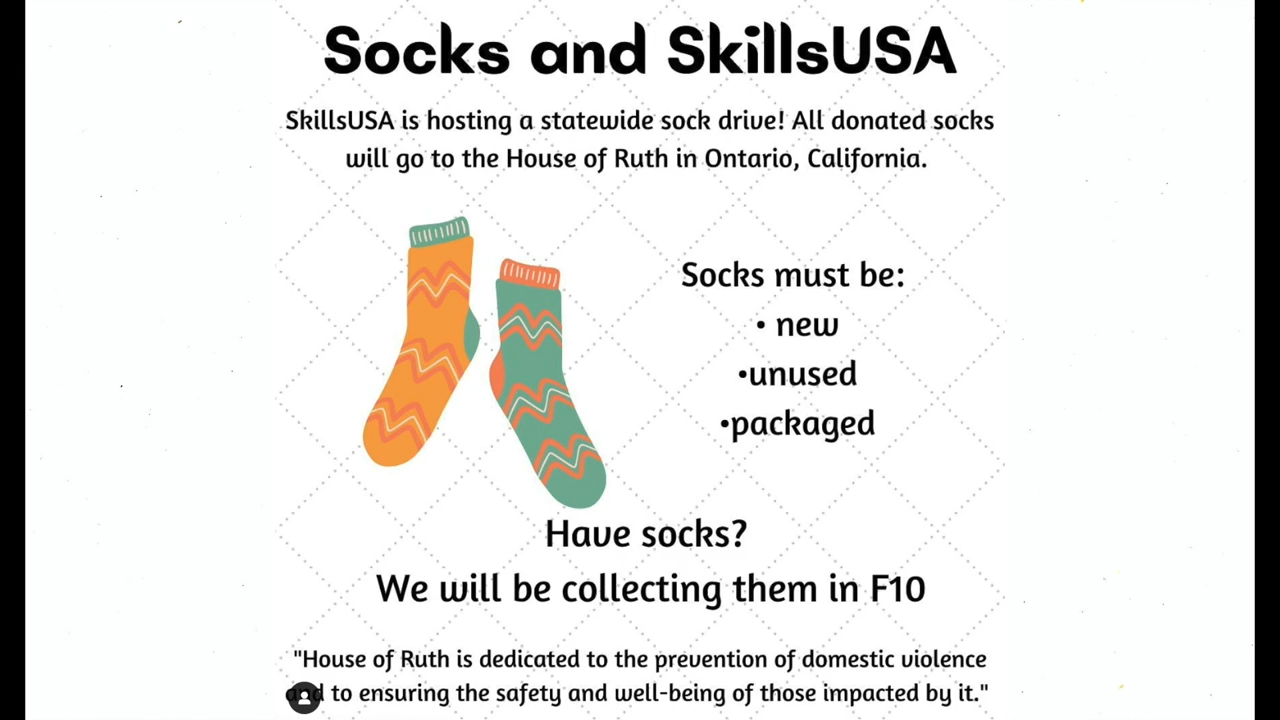 Socks and SkillsUSA
SkillsUSA is hosting a statewide sock drive! All donated socks
will go to the House of Ruth in Ontario, California.
Socks must be:
• new
•unused
•packaged
Have socks?
We will be collecting them in F10
"House of Ruth is dedicated to the prevention of domestic violence
and to ensuring the safety and well-being of those impacted by it."